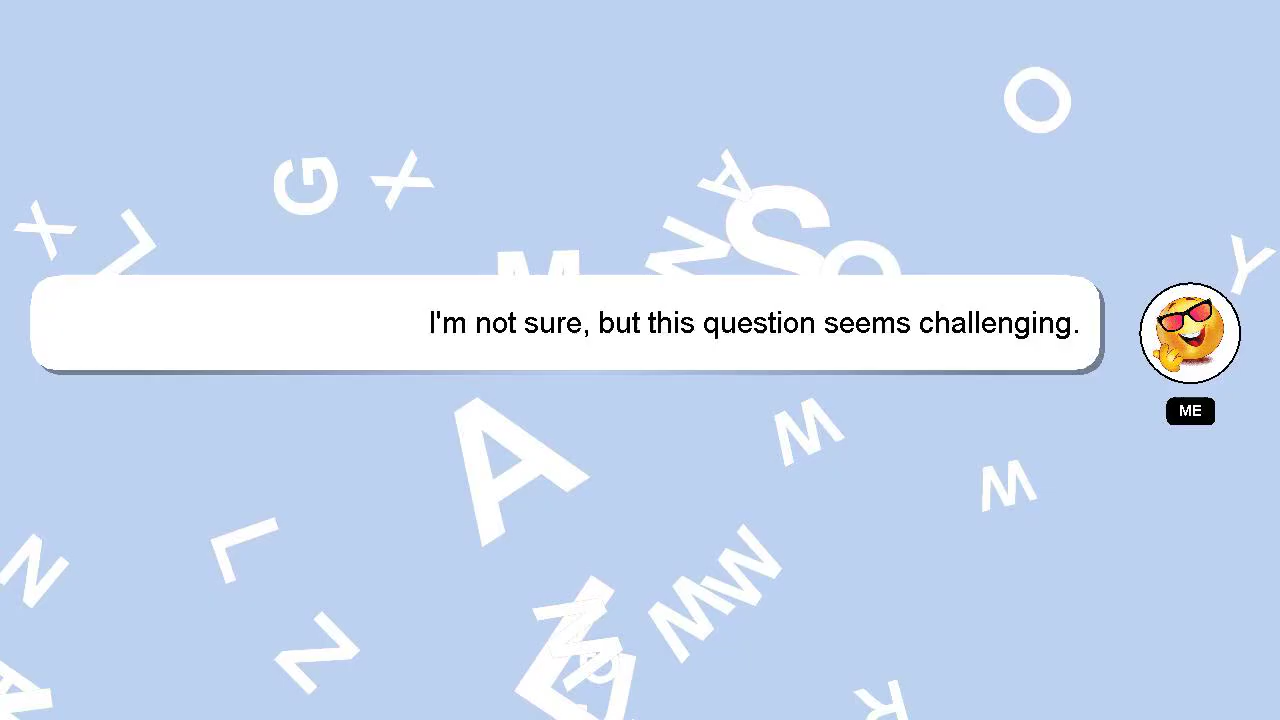 O
G
X
A
X
L
N
S
O
M
Y
I'm not sure, but this question seems challenging.
ME
A
W
W
L
N
W
W
Z
R